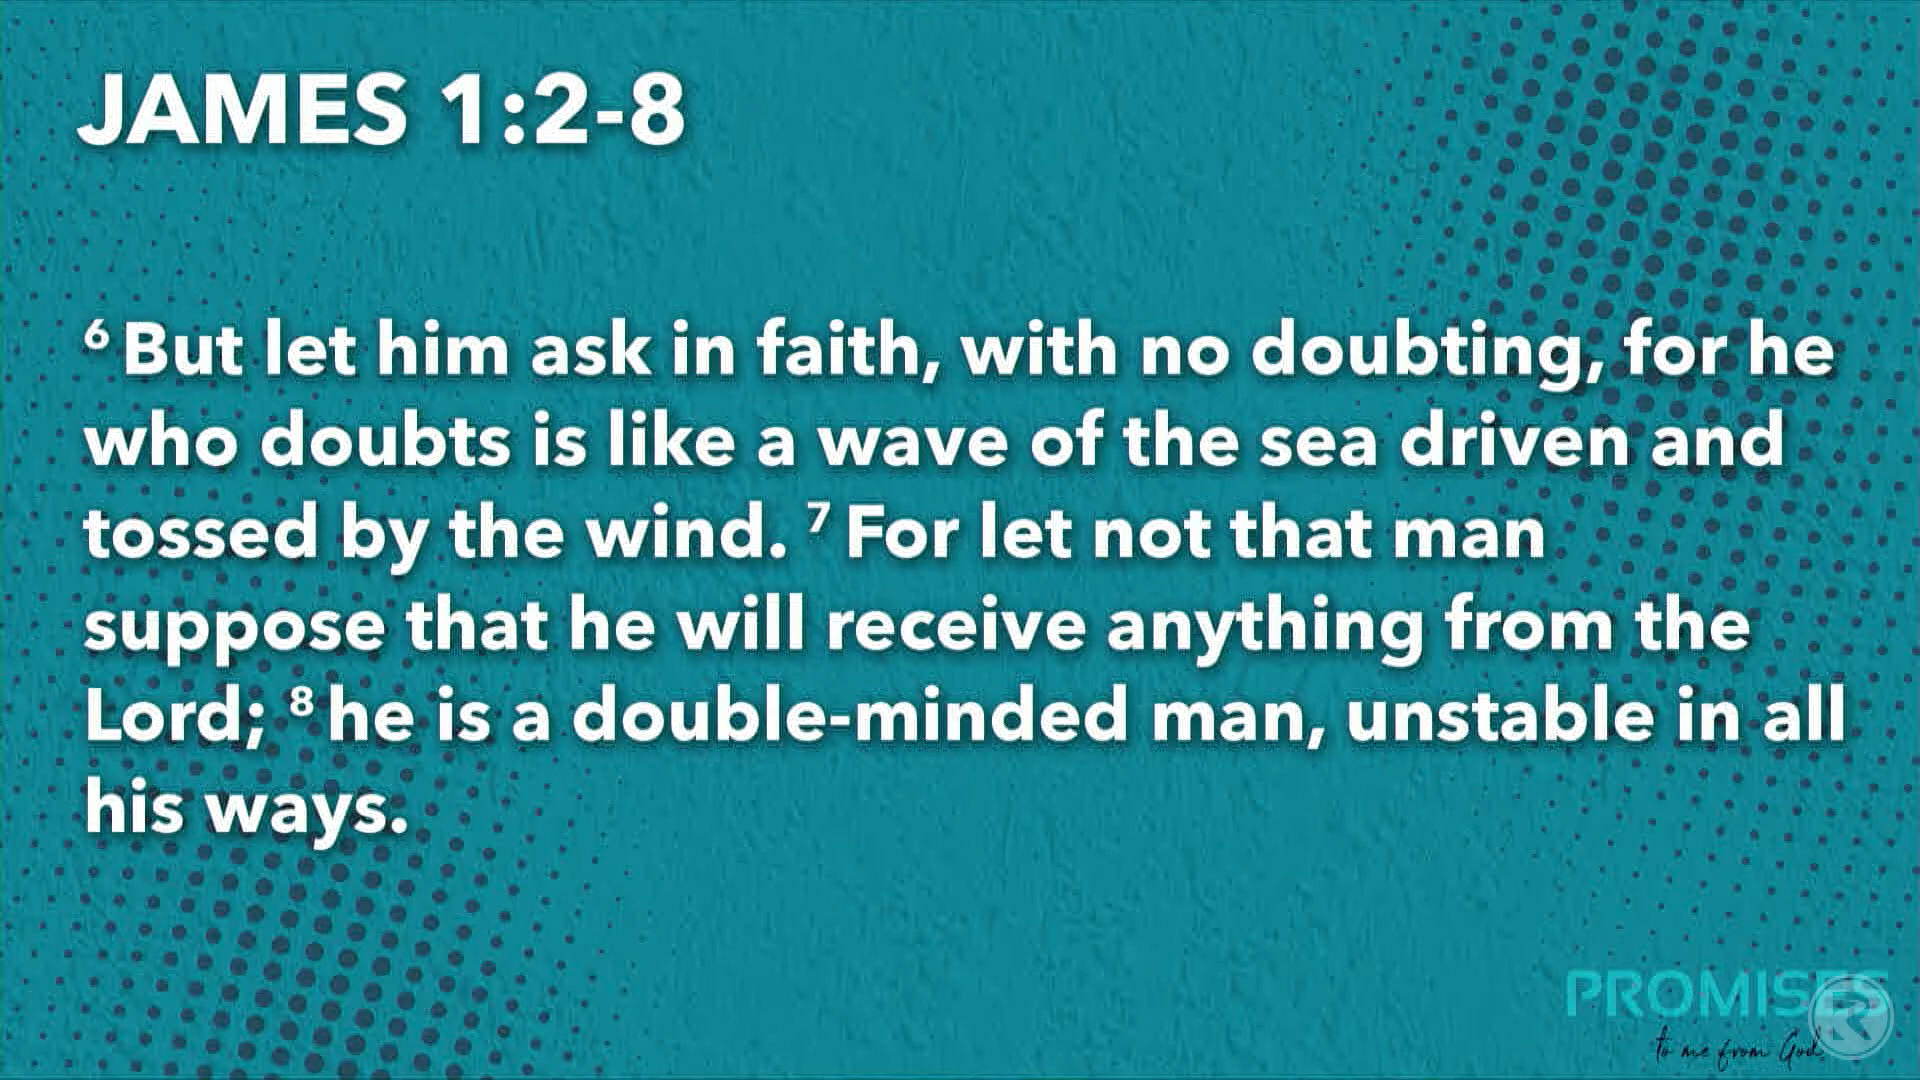 JAMES 1:2-8
6 But let him ask in faith, with no doubting, for he
who doubts is like a wave of the sea driven and
tossed by the wind. 7 For let not that man
suppose that he will receive anything from the
Lord; 8 he is a double-minded man, unstable in all
his ways.
PROMISES
R
to me from God